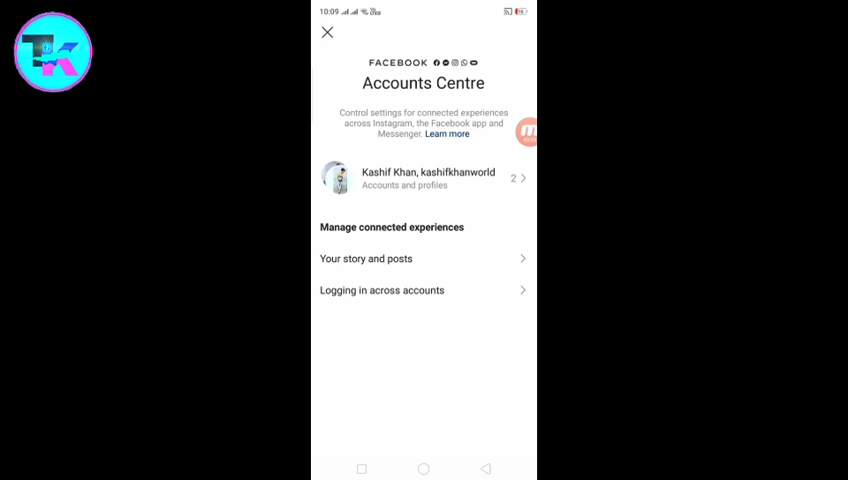 TK
10:09
FACEBOOK
Accounts Centre
Control settings for connected experiences
across Instagram, the Facebook app and
Messenger. Learn more
Kashif Khan, kashifkhanworld
Accounts and profiles
2
Manage connected experiences
Your story and posts
Logging in across accounts